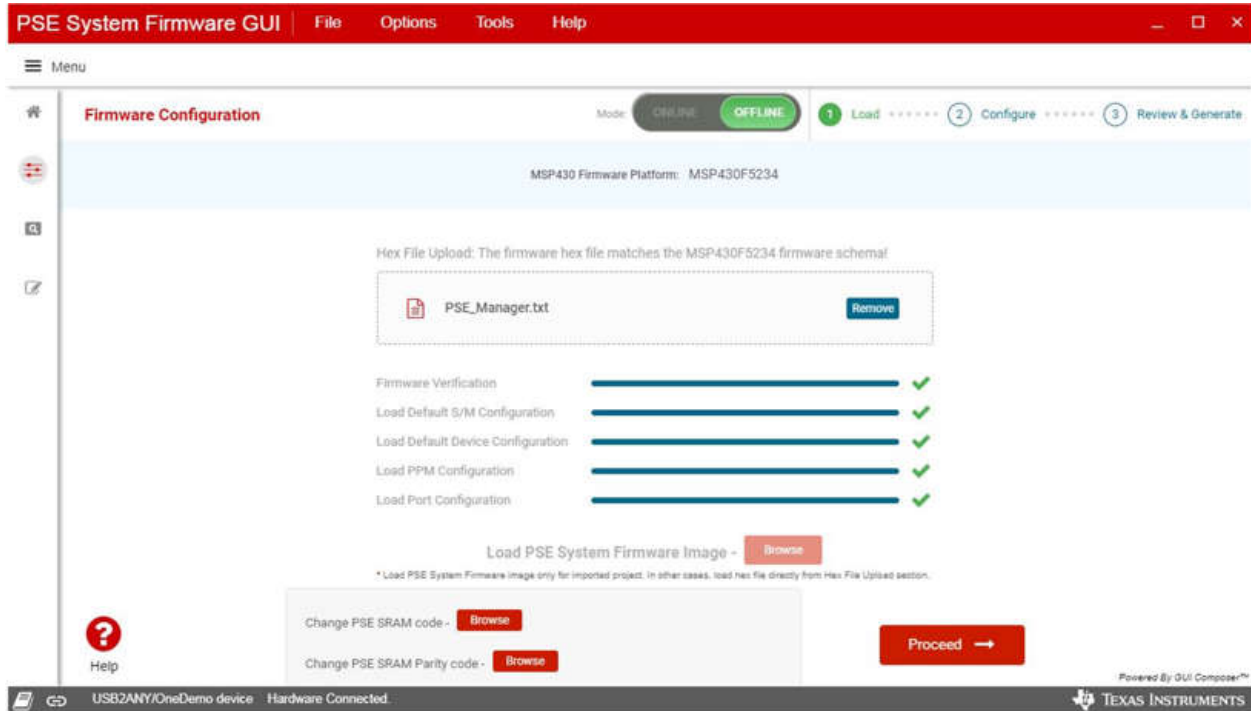 PSE System Firmware GUI File Options Tools Help
Menu
Firmware Configuration Mode: ONLINE OFFLINE 1 Load 2 Configure 3 Review & Generate
MSP430 Firmware Platform: MSP430F5234
Hex File Upload: The firmware hex file matches the MSP430F5234 firmware schema!
PSE_Manager.txt Remove
Firmware Verification
Load Default S/M Configuration
Load Default Device Configuration
Load PPM Configuration
Load Port Configuration
Load PSE System Firmware Image - Browse
* Load PSE System Firmware image only for imported project. In other cases, load hex file directly from Hex File Upload section.
Change PSE SRAM code - Browse
Change PSE SRAM Parity code - Browse
Proceed
? Help
Powered By GUI Composer™
USB2ANY/OneDemo device Hardware Connected. TEXAS INSTRUMENTS